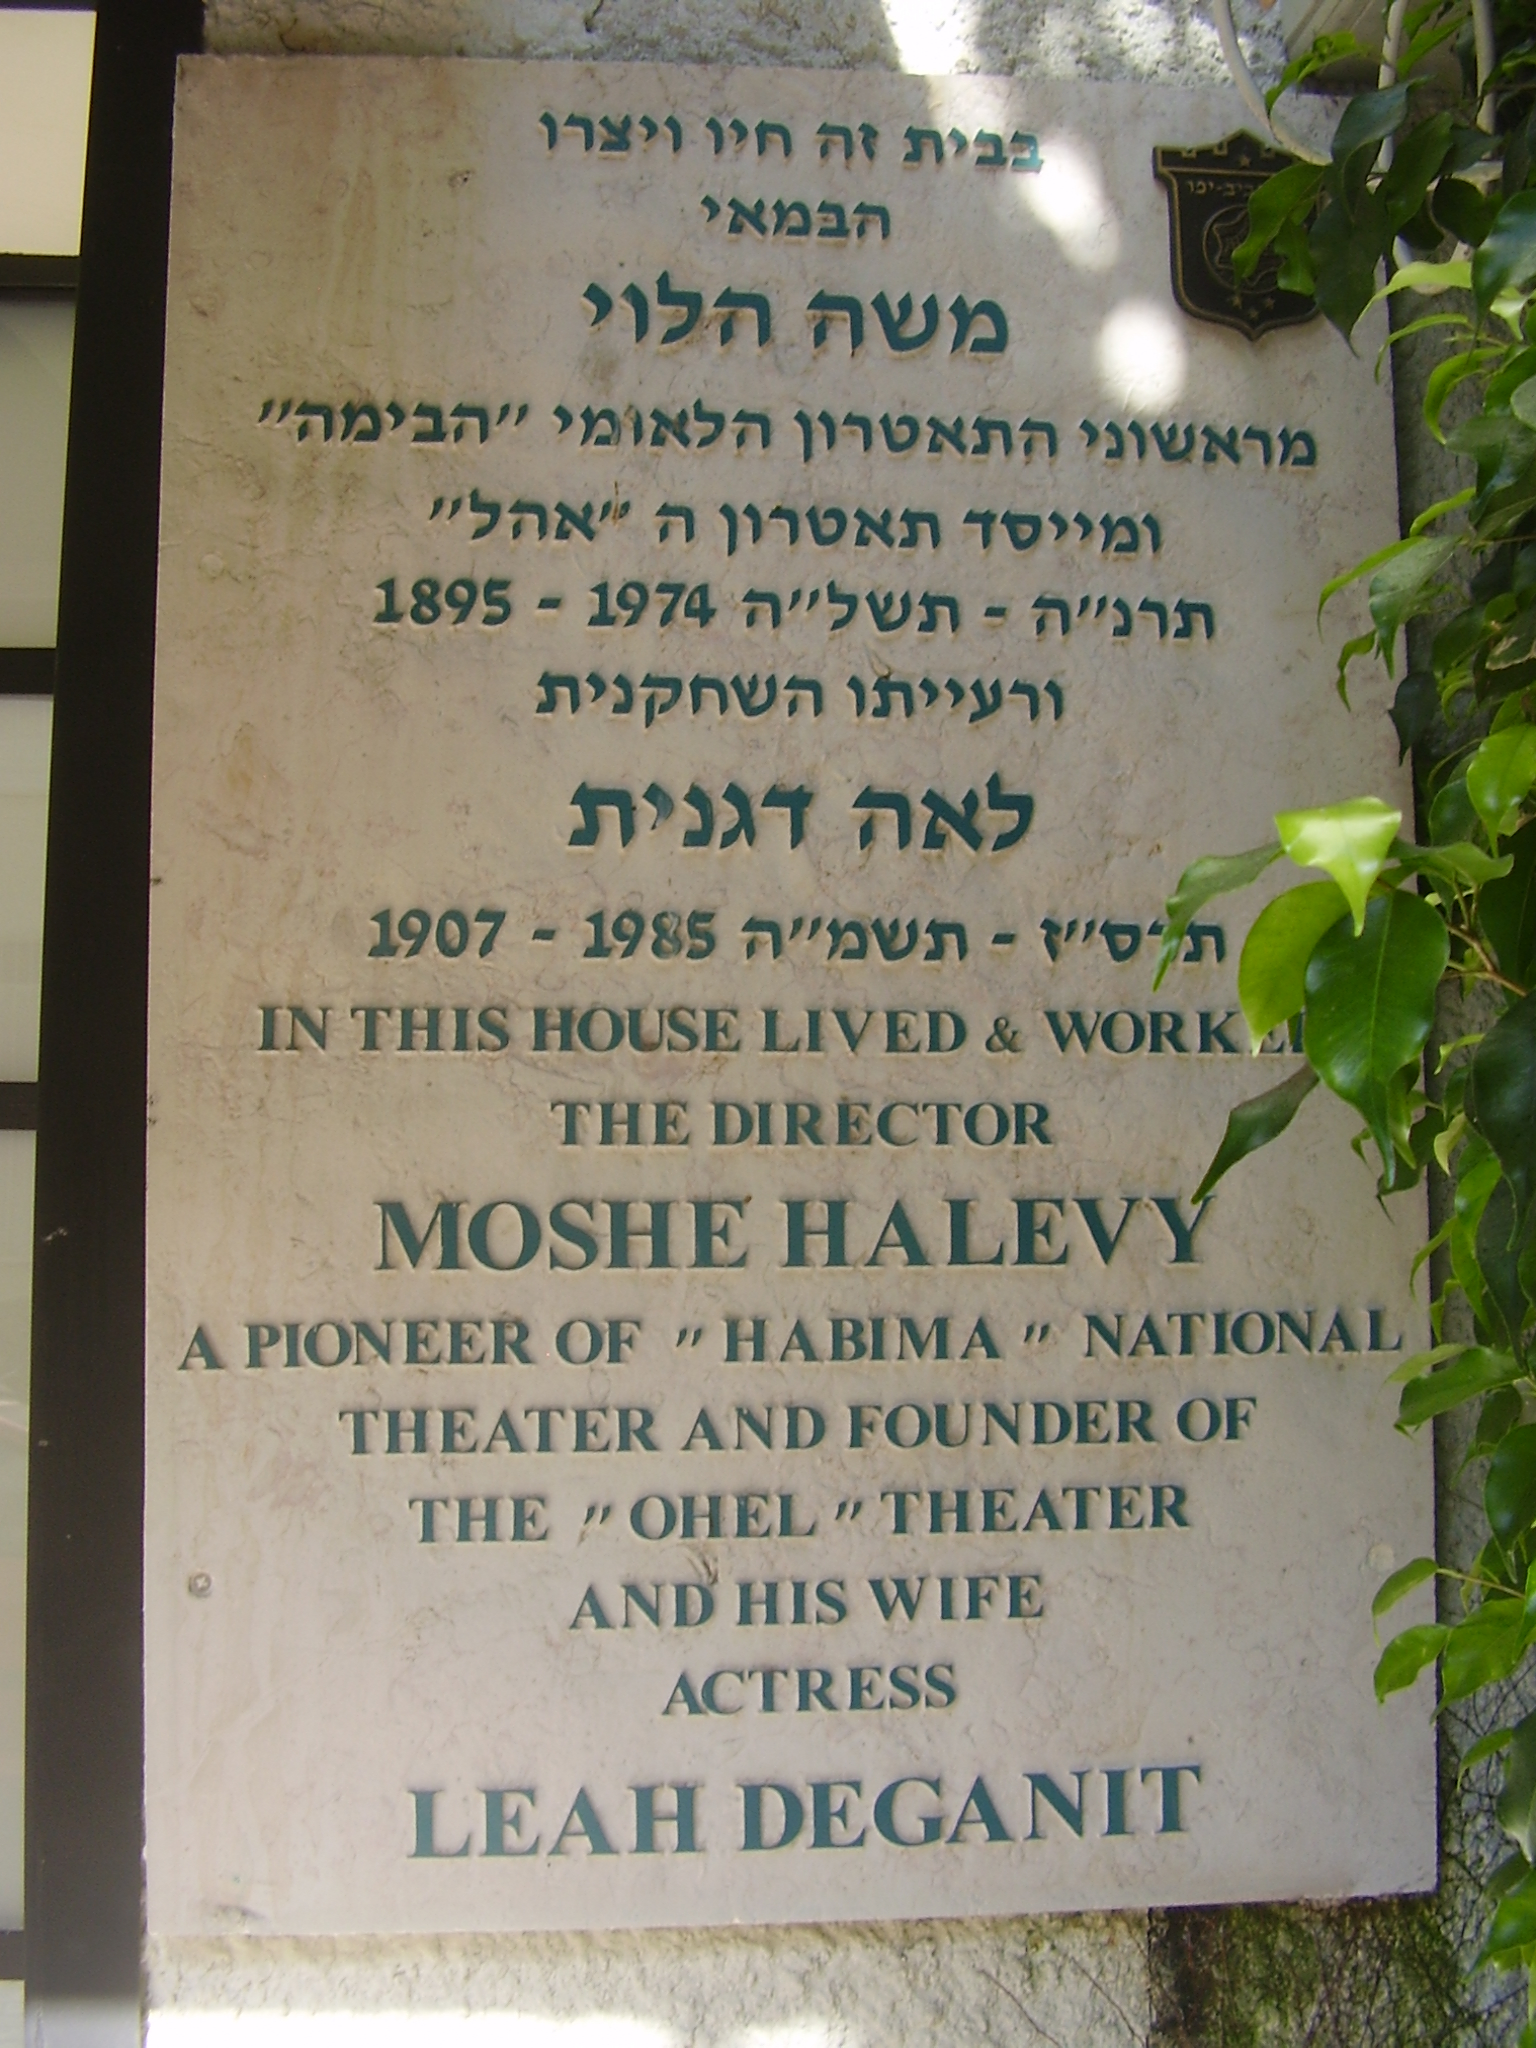 בבית זה חיו ויצרו
הבמאי
משה הלוי
מראשוני התאטרון הלאומי "הבימה"
ומייסד תאטרון ה "אהל"
תרנ"ה - תשל"ה 1974 - 1895
ורעייתו השחקנית
לאה דגנית
תרס"ז - תשמ"ה 1985 - 1907
IN THIS HOUSE LIVED & WORKED
THE DIRECTOR
MOSHE HALEVY
A PIONEER OF "HABIMA" NATIONAL
THEATER AND FOUNDER OF
THE "OHEL" THEATER
AND HIS WIFE
ACTRESS
LEAH DEGANIT